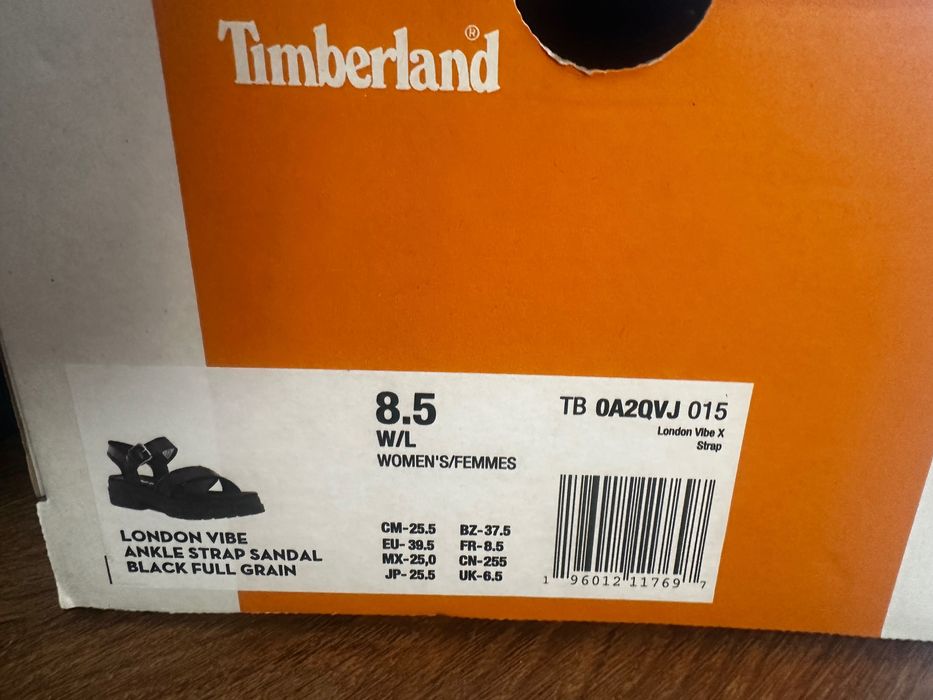 Timberland®
8.5
W/L
WOMEN'S/FEMMES
TB 0A2QVJ 015
London Vibe X
Strap
LONDON VIBE
ANKLE STRAP SANDAL
BLACK FULL GRAIN
CM-25.5 BZ-37.5
EU-39.5 FR-8.5
MX-25,0 CN-255
JP-25.5 UK-6.5
1 96012 11769 7